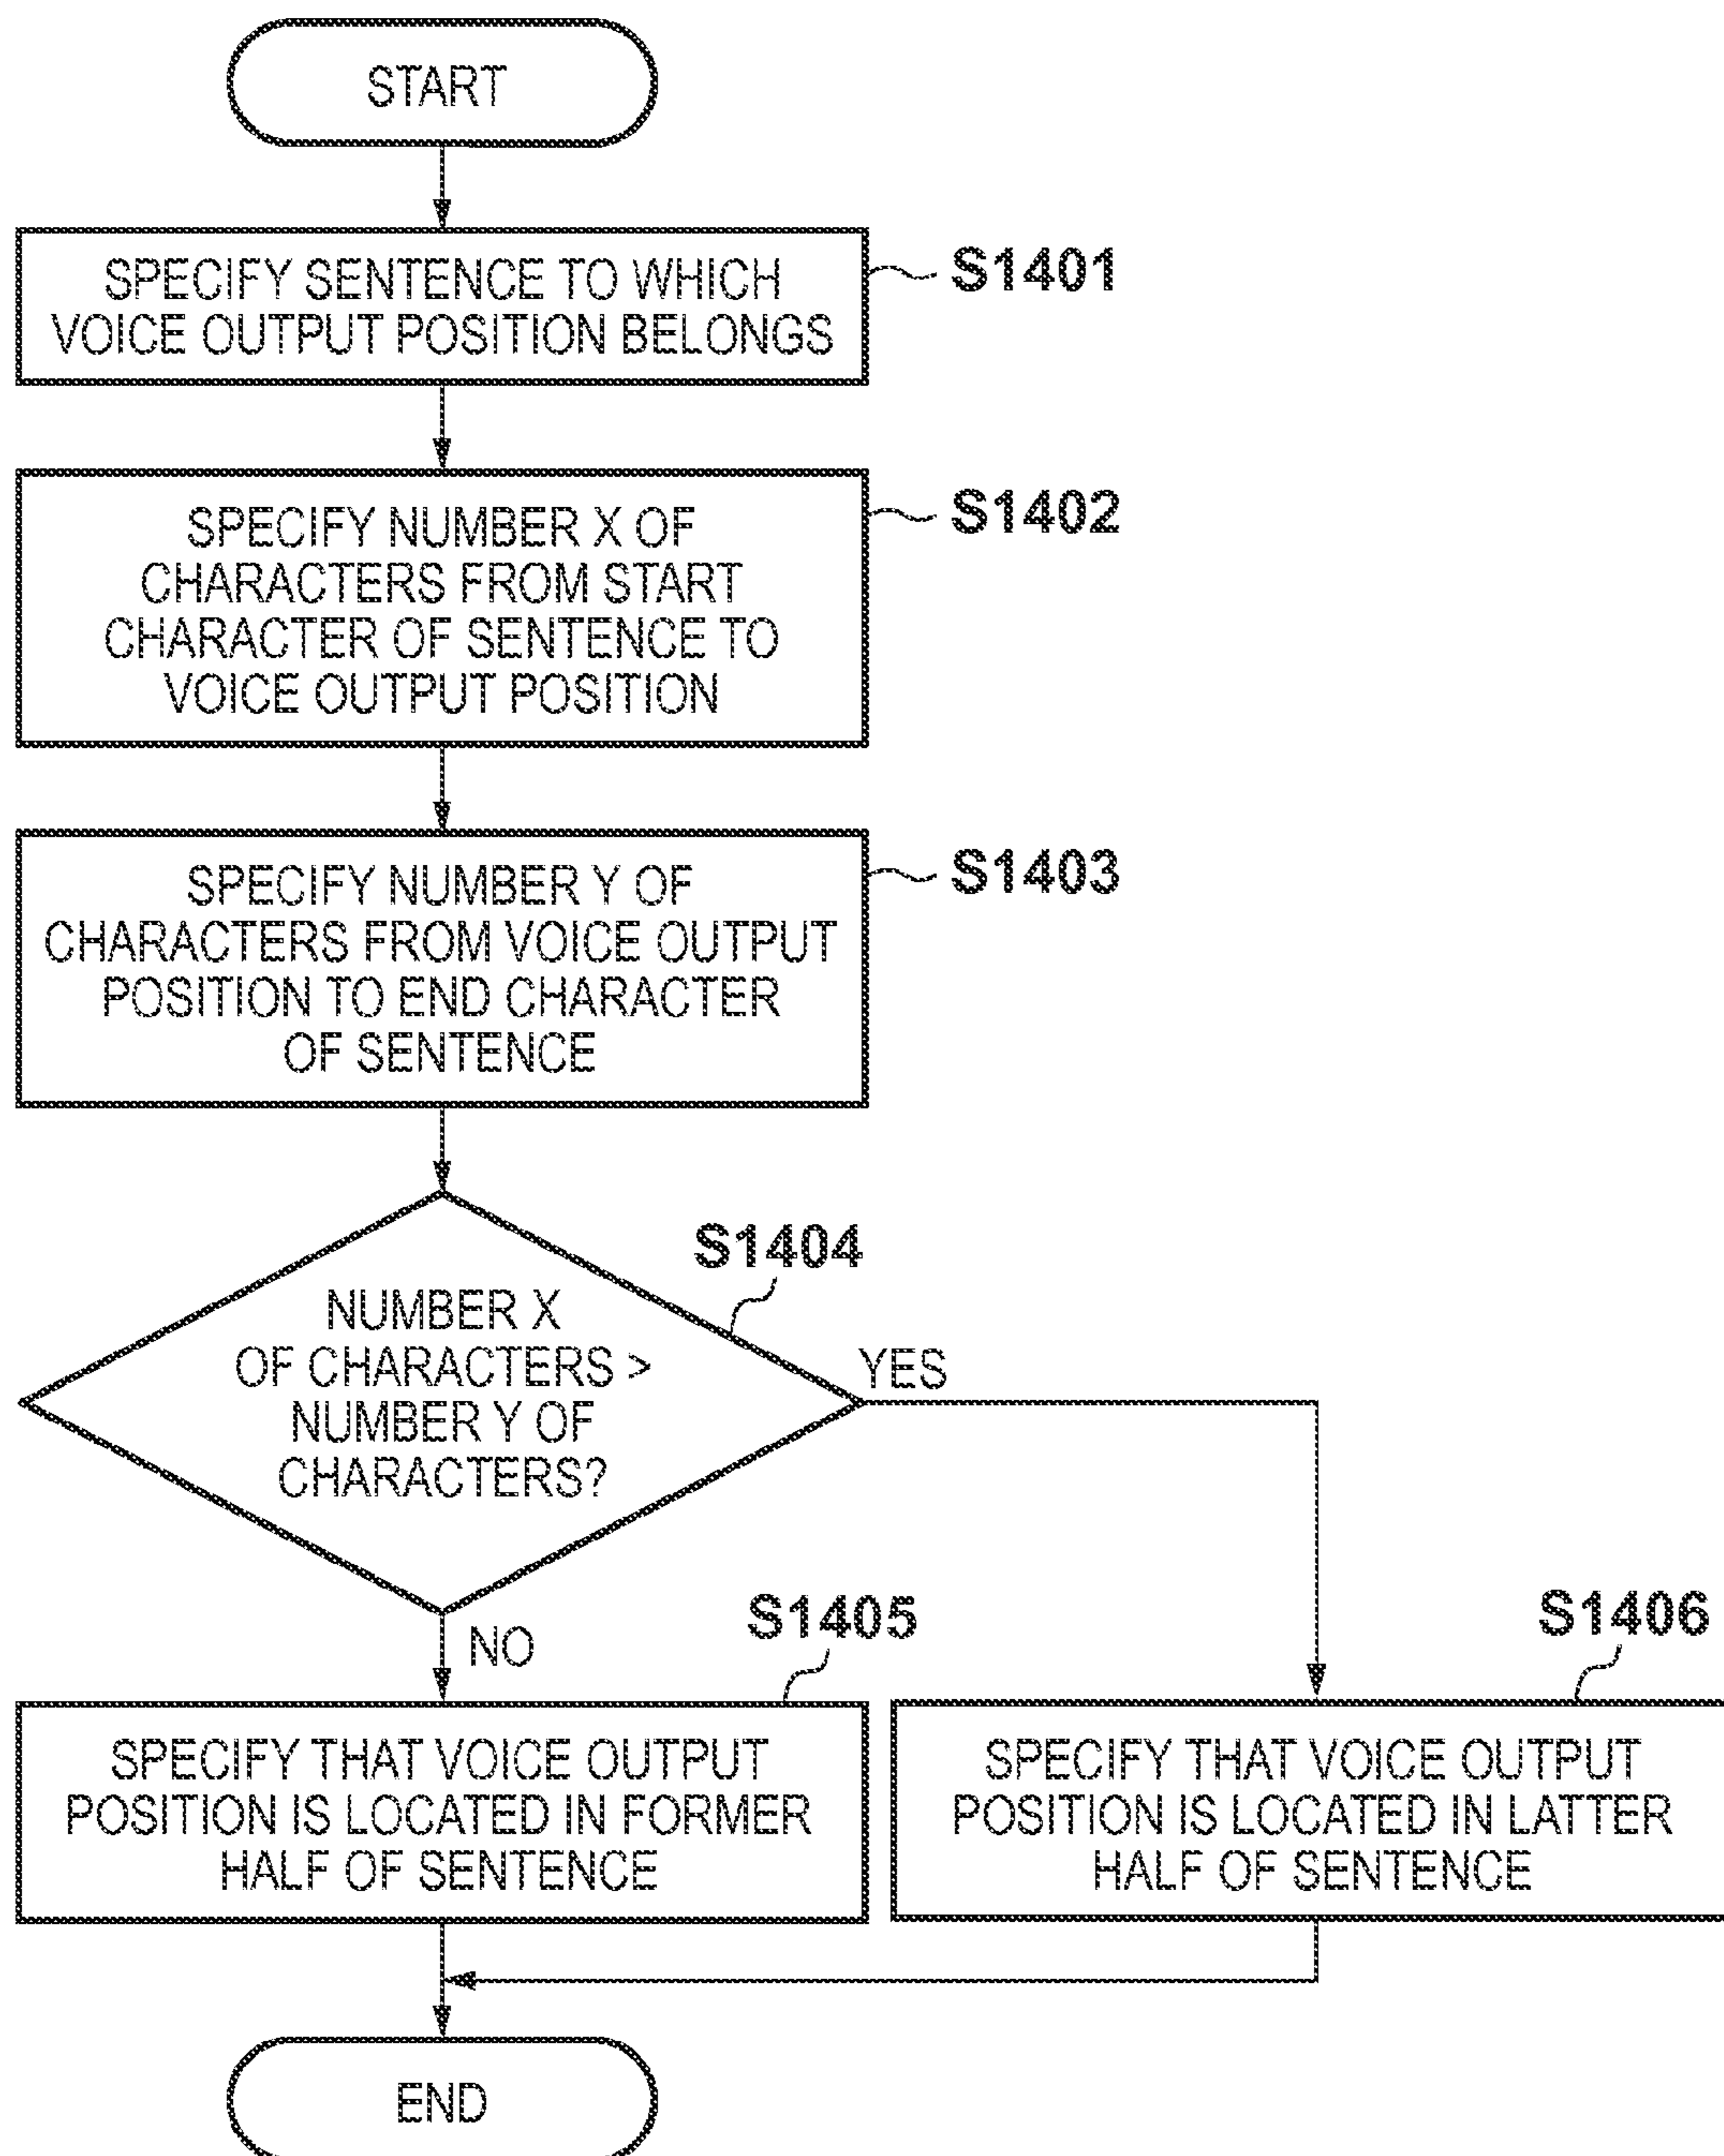 START
SPECIFY SENTENCE TO WHICH
VOICE OUTPUT POSITION BELONGS
S1401
SPECIFY NUMBER X OF
CHARACTERS FROM START
CHARACTER OF SENTENCE TO
VOICE OUTPUT POSITION
S1402
SPECIFY NUMBER Y OF
CHARACTERS FROM VOICE OUTPUT
POSITION TO END CHARACTER
OF SENTENCE
S1403
S1404
NUMBER X
OF CHARACTERS >
NUMBER Y OF
CHARACTERS?
YES
NO
S1405
SPECIFY THAT VOICE OUTPUT
POSITION IS LOCATED IN FORMER
HALF OF SENTENCE
S1406
SPECIFY THAT VOICE OUTPUT
POSITION IS LOCATED IN LATTER
HALF OF SENTENCE
END